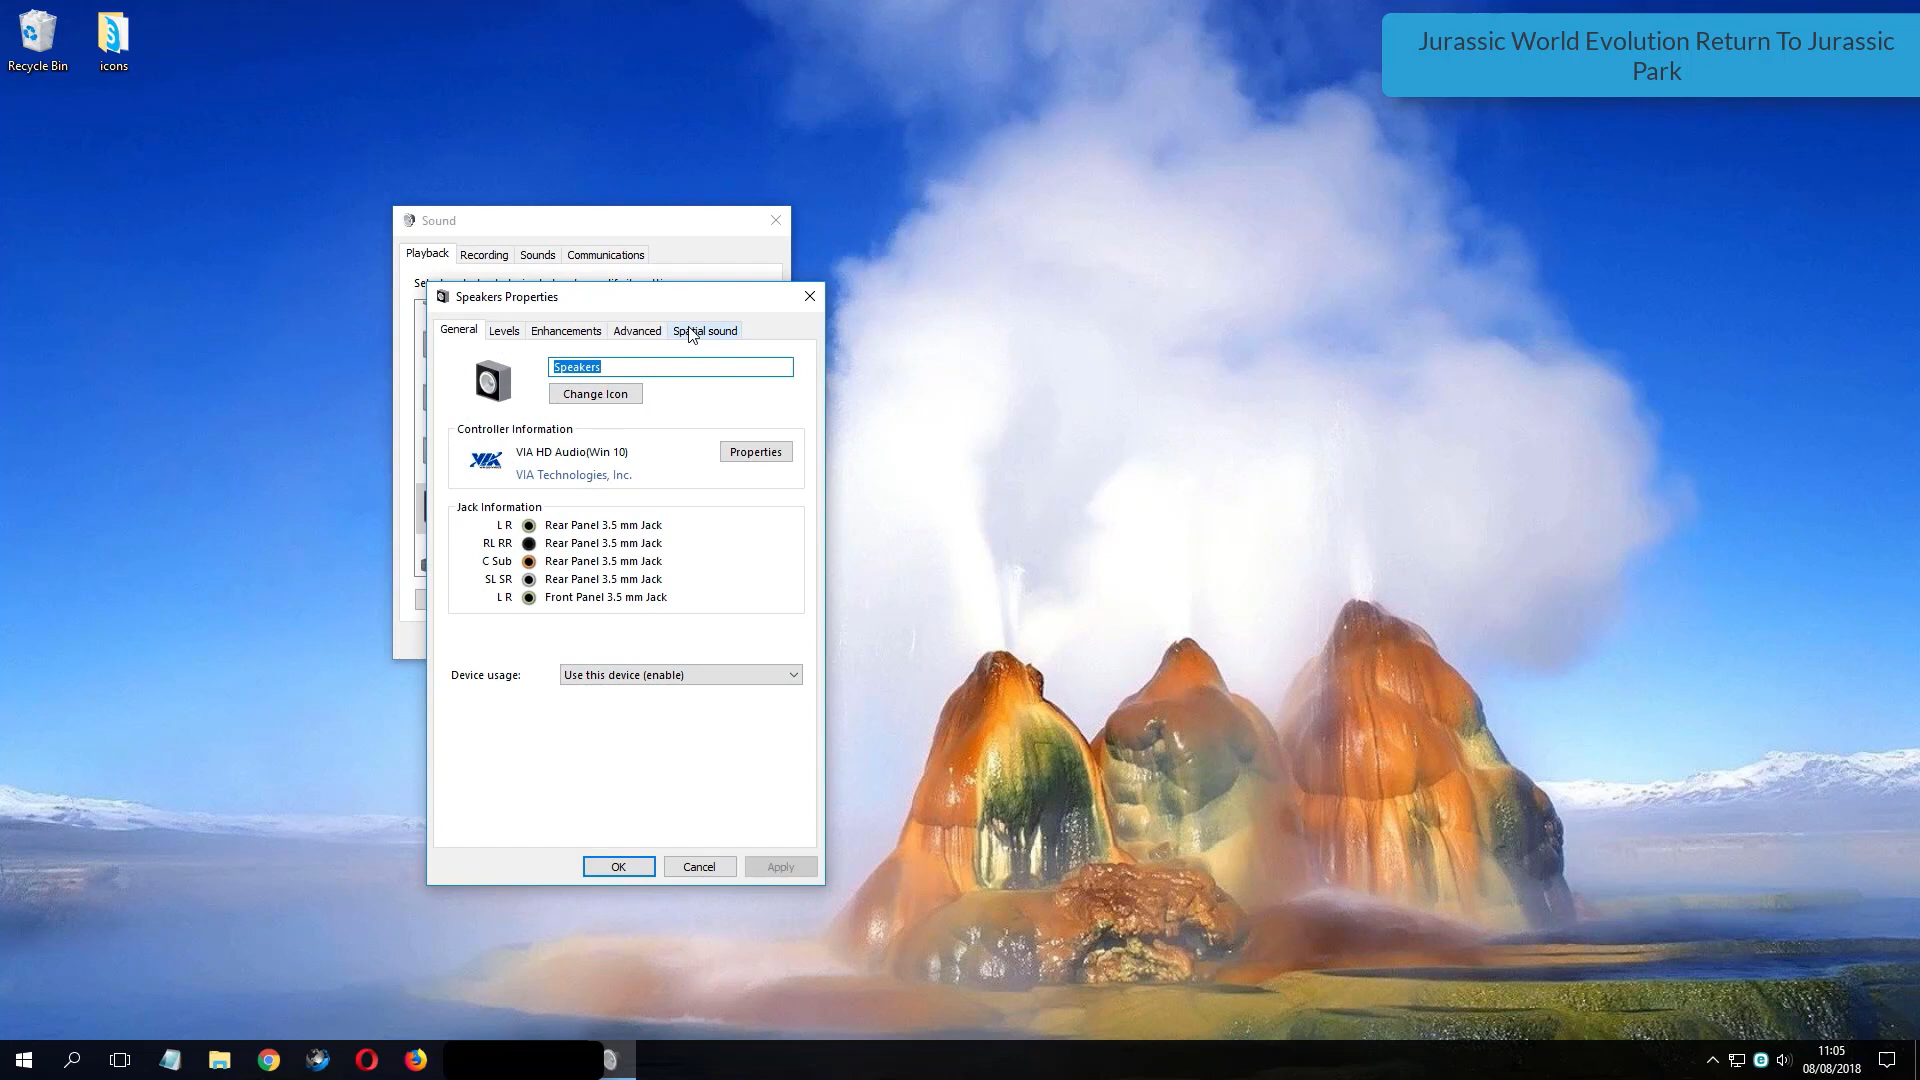 Recycle Bin
icons
Jurassic World Evolution Return To Jurassic
Park
Sound
Playback
Recording
Sounds
Communications
Speakers Properties
General
Levels
Enhancements
Advanced
Spatial sound
Speakers
Change Icon
Controller Information
VIA HD Audio(Win 10)
Properties
VIA Technologies, Inc.
Jack Information
L R
Rear Panel 3.5 mm Jack
RL RR
Rear Panel 3.5 mm Jack
C Sub
Rear Panel 3.5 mm Jack
SL SR
Rear Panel 3.5 mm Jack
L R
Front Panel 3.5 mm Jack
Device usage:
Use this device (enable)
OK
Cancel
Apply
11:05
08/08/2018